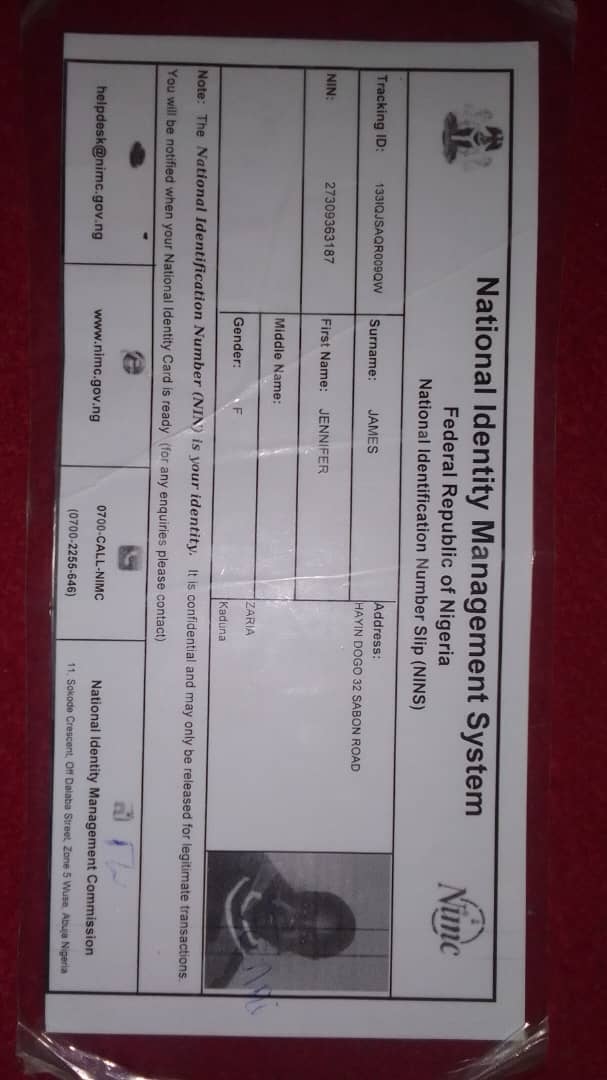 National Identity Management System
Federal Republic of Nigeria
National Identification Number Slip (NINS)
Nimc
Tracking ID: 133IQJSAQR009QW
Surname: JAMES
Address:
HAYIN DOGO 32 SABON ROAD
NIN: 27309363187
First Name: JENNIFER
Middle Name:
Gender: F
ZARIA
Kaduna
Note: The National Identification Number (NIN) is your identity. It is confidential and may only be released for legitimate transactions.
You will be notified when your National Identity Card is ready (for any enquiries please contact)
helpdesk@nimc.gov.ng
www.nimc.gov.ng
0700-CALL-NIMC
(0700-2255-646)
National Identity Management Commission
11, Sokode Crescent, Off Dalaba Street, Zone 5 Wuse, Abuja Nigeria